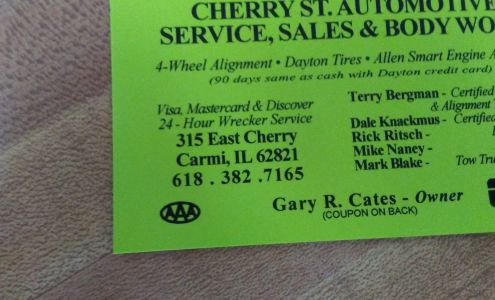 CHERRY ST. AUTOMOTIVE
SERVICE, SALES & BODY WO
4-Wheel Alignment • Dayton Tires • Allen Smart Engine A
(90 days same as cash with Dayton credit card)
Visa, Mastercard & Discover
24 - Hour Wrecker Service
315 East Cherry
Carmi, IL 62821
618 . 382 .7165
Terry Bergman - Certified
& Alignment
Dale Knackmus - Certifie
Rick Ritsch -
Mike Naney -
Mark Blake - Tow Tru
AAA
Gary R. Cates - Owner
(COUPON ON BACK)